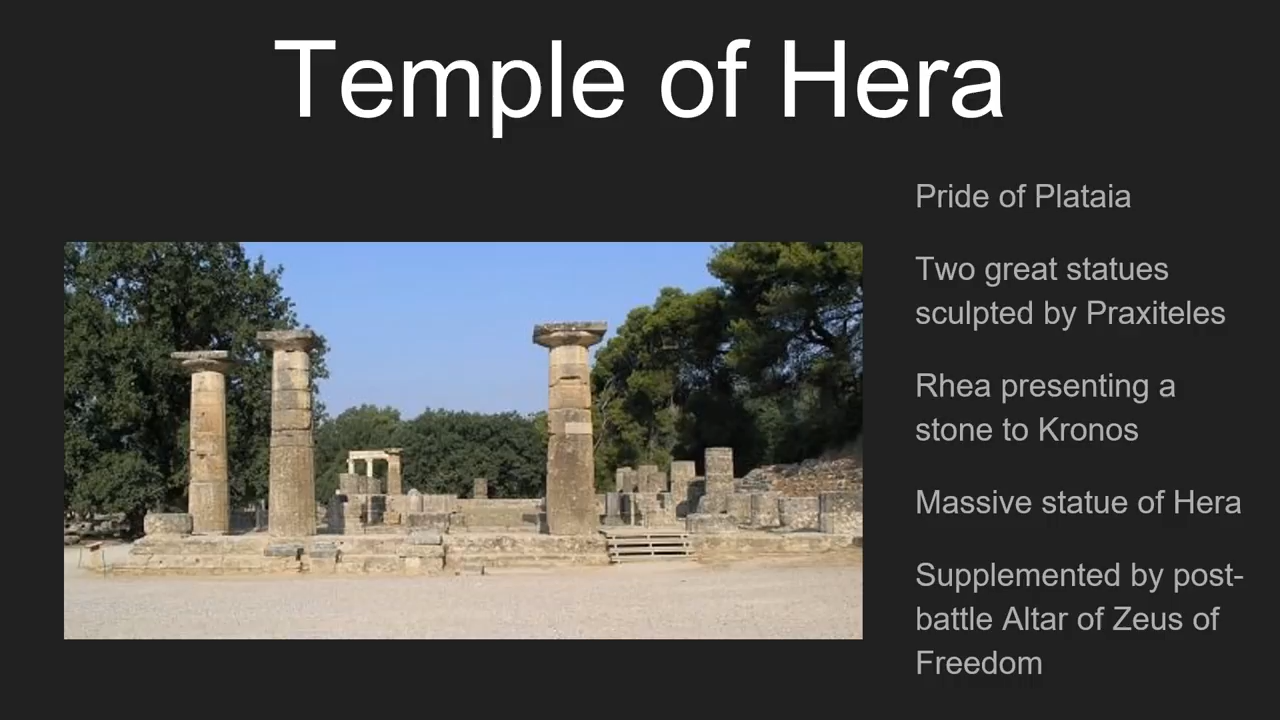 Temple of Hera
Pride of Plataia
Two great statues
sculpted by Praxiteles
Rhea presenting a
stone to Kronos
Massive statue of Hera
Supplemented by post-
battle Altar of Zeus of
Freedom